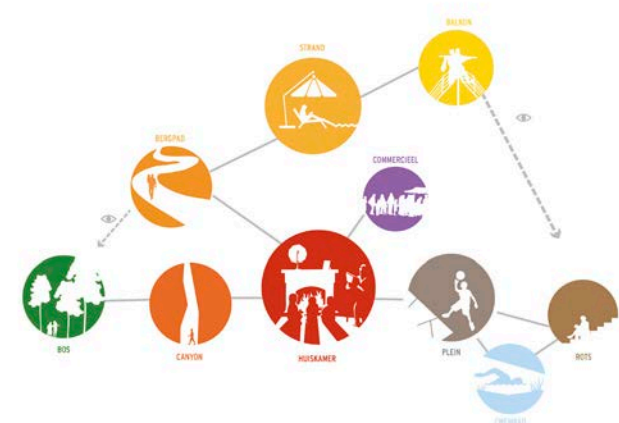 BALKON
STRAND
BERGPAD
COMMERCIEEL
BOS
CANYON
HUISKAMER
PLEIN
ROTS